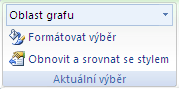 Oblast grafu
Formátovat výběr
Obnovit a srovnat se stylem
Aktuální výběr